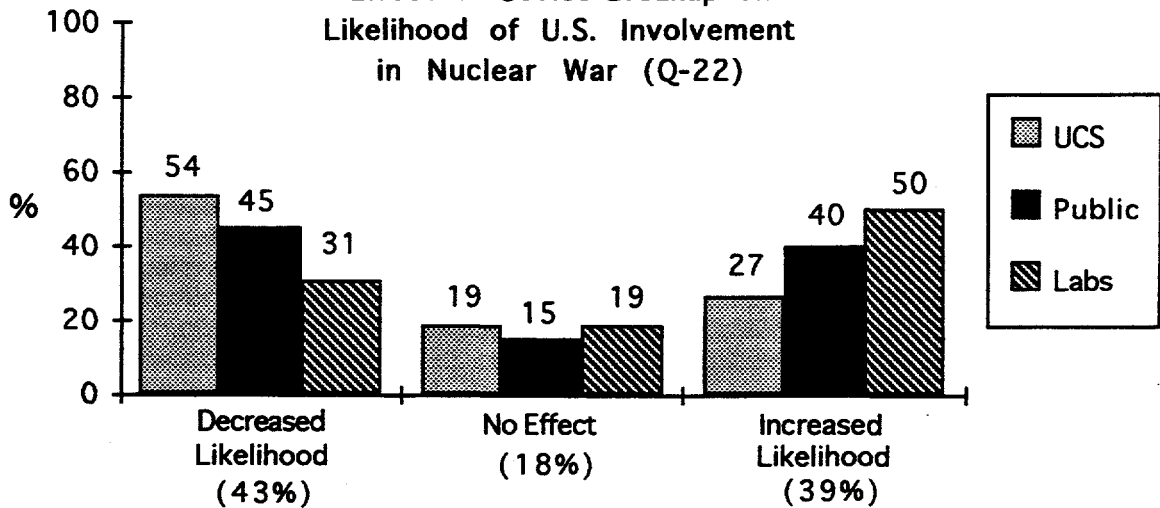 Likelihood of U.S. Involvement
in Nuclear War (Q-22)
100
80
60
40
20
0
%
54
45
31
19
15
19
27
40
50
UCS
Public
Labs
Decreased
Likelihood
(43%)
No Effect
(18%)
Increased
Likelihood
(39%)